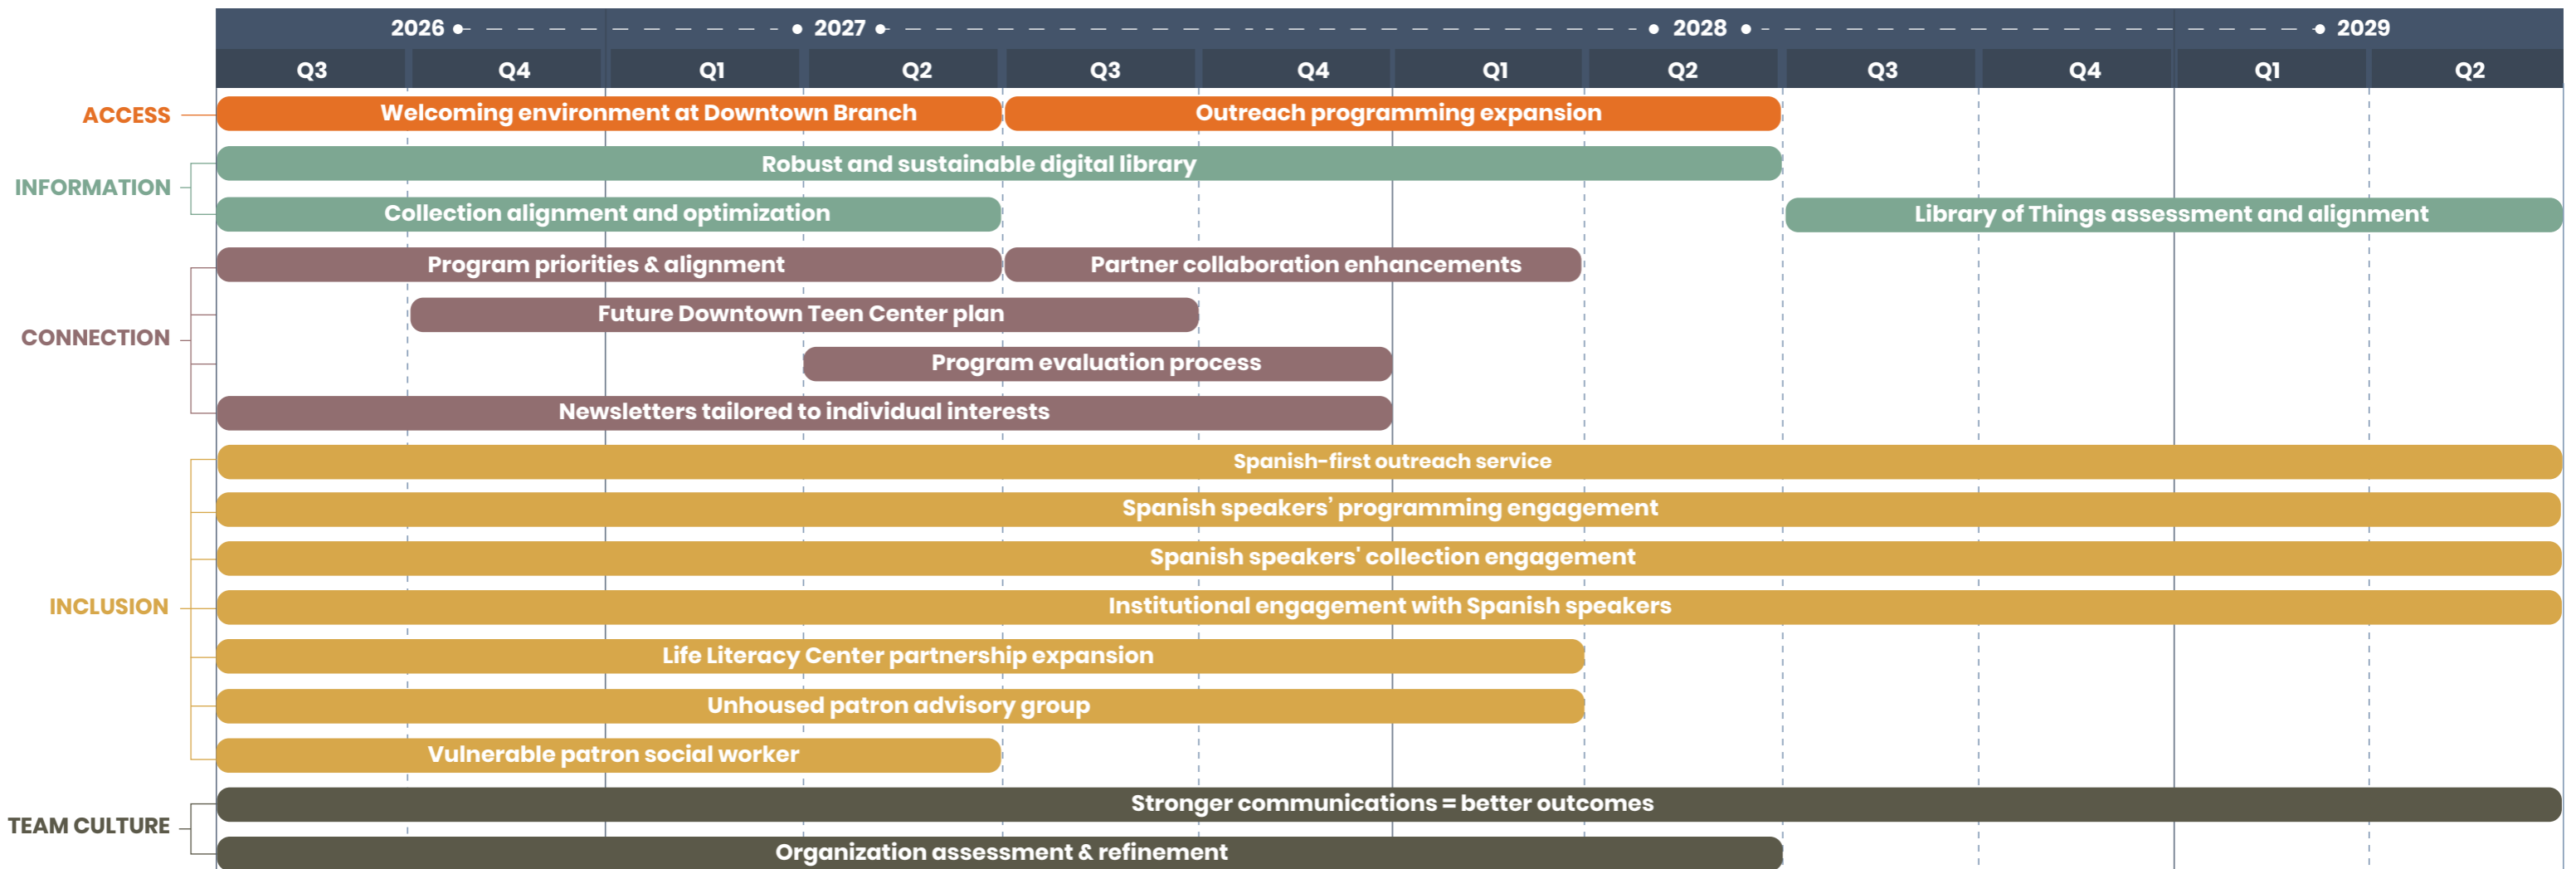 2026 2027 2028 2029
Q3 Q4 Q1 Q2 Q3 Q4 Q1 Q2 Q3 Q4 Q1 Q2
ACCESS
Welcoming environment at Downtown Branch
Outreach programming expansion
INFORMATION
Robust and sustainable digital library
Collection alignment and optimization
Library of Things assessment and alignment
CONNECTION
Program priorities & alignment
Partner collaboration enhancements
Future Downtown Teen Center plan
Program evaluation process
Newsletters tailored to individual interests
INCLUSION
Spanish-first outreach service
Spanish speakers’ programming engagement
Spanish speakers' collection engagement
Institutional engagement with Spanish speakers
Life Literacy Center partnership expansion
Unhoused patron advisory group
Vulnerable patron social worker
TEAM CULTURE
Stronger communications = better outcomes
Organization assessment & refinement